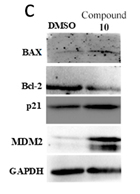 C
Compound
DMSO 10
BAX
Bcl-2
p21
MDM2
GAPDH